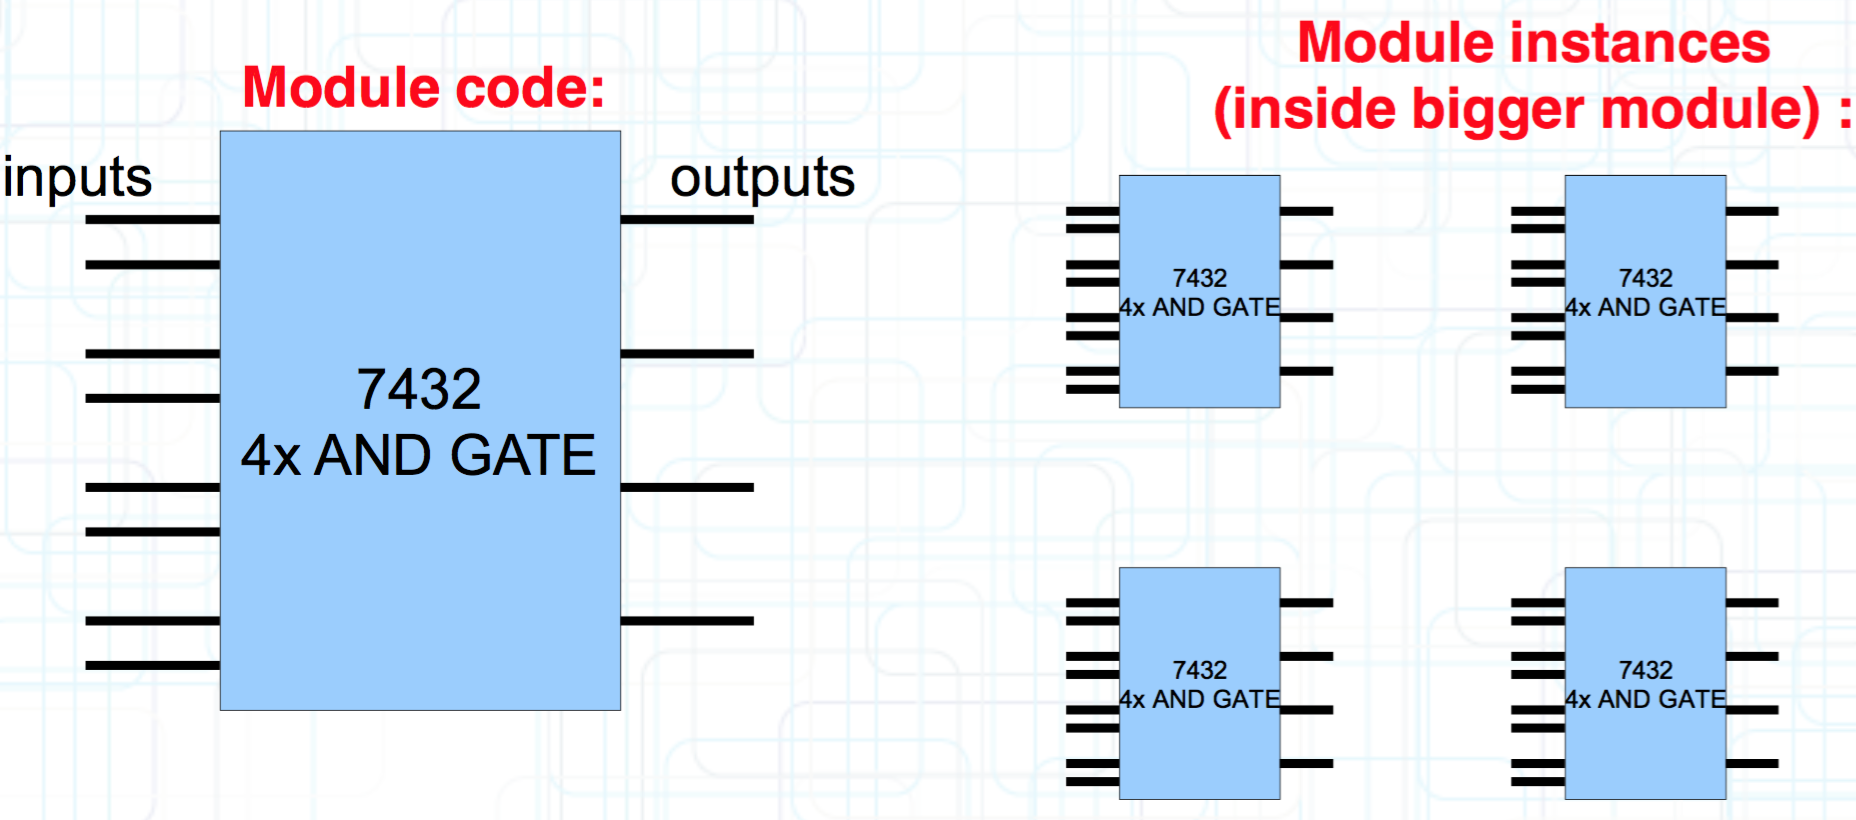 Module code:
inputs
outputs
7432
4x AND GATE
Module instances
(inside bigger module) :
7432
4x AND GATE
7432
4x AND GATE
7432
4x AND GATE
7432
4x AND GATE